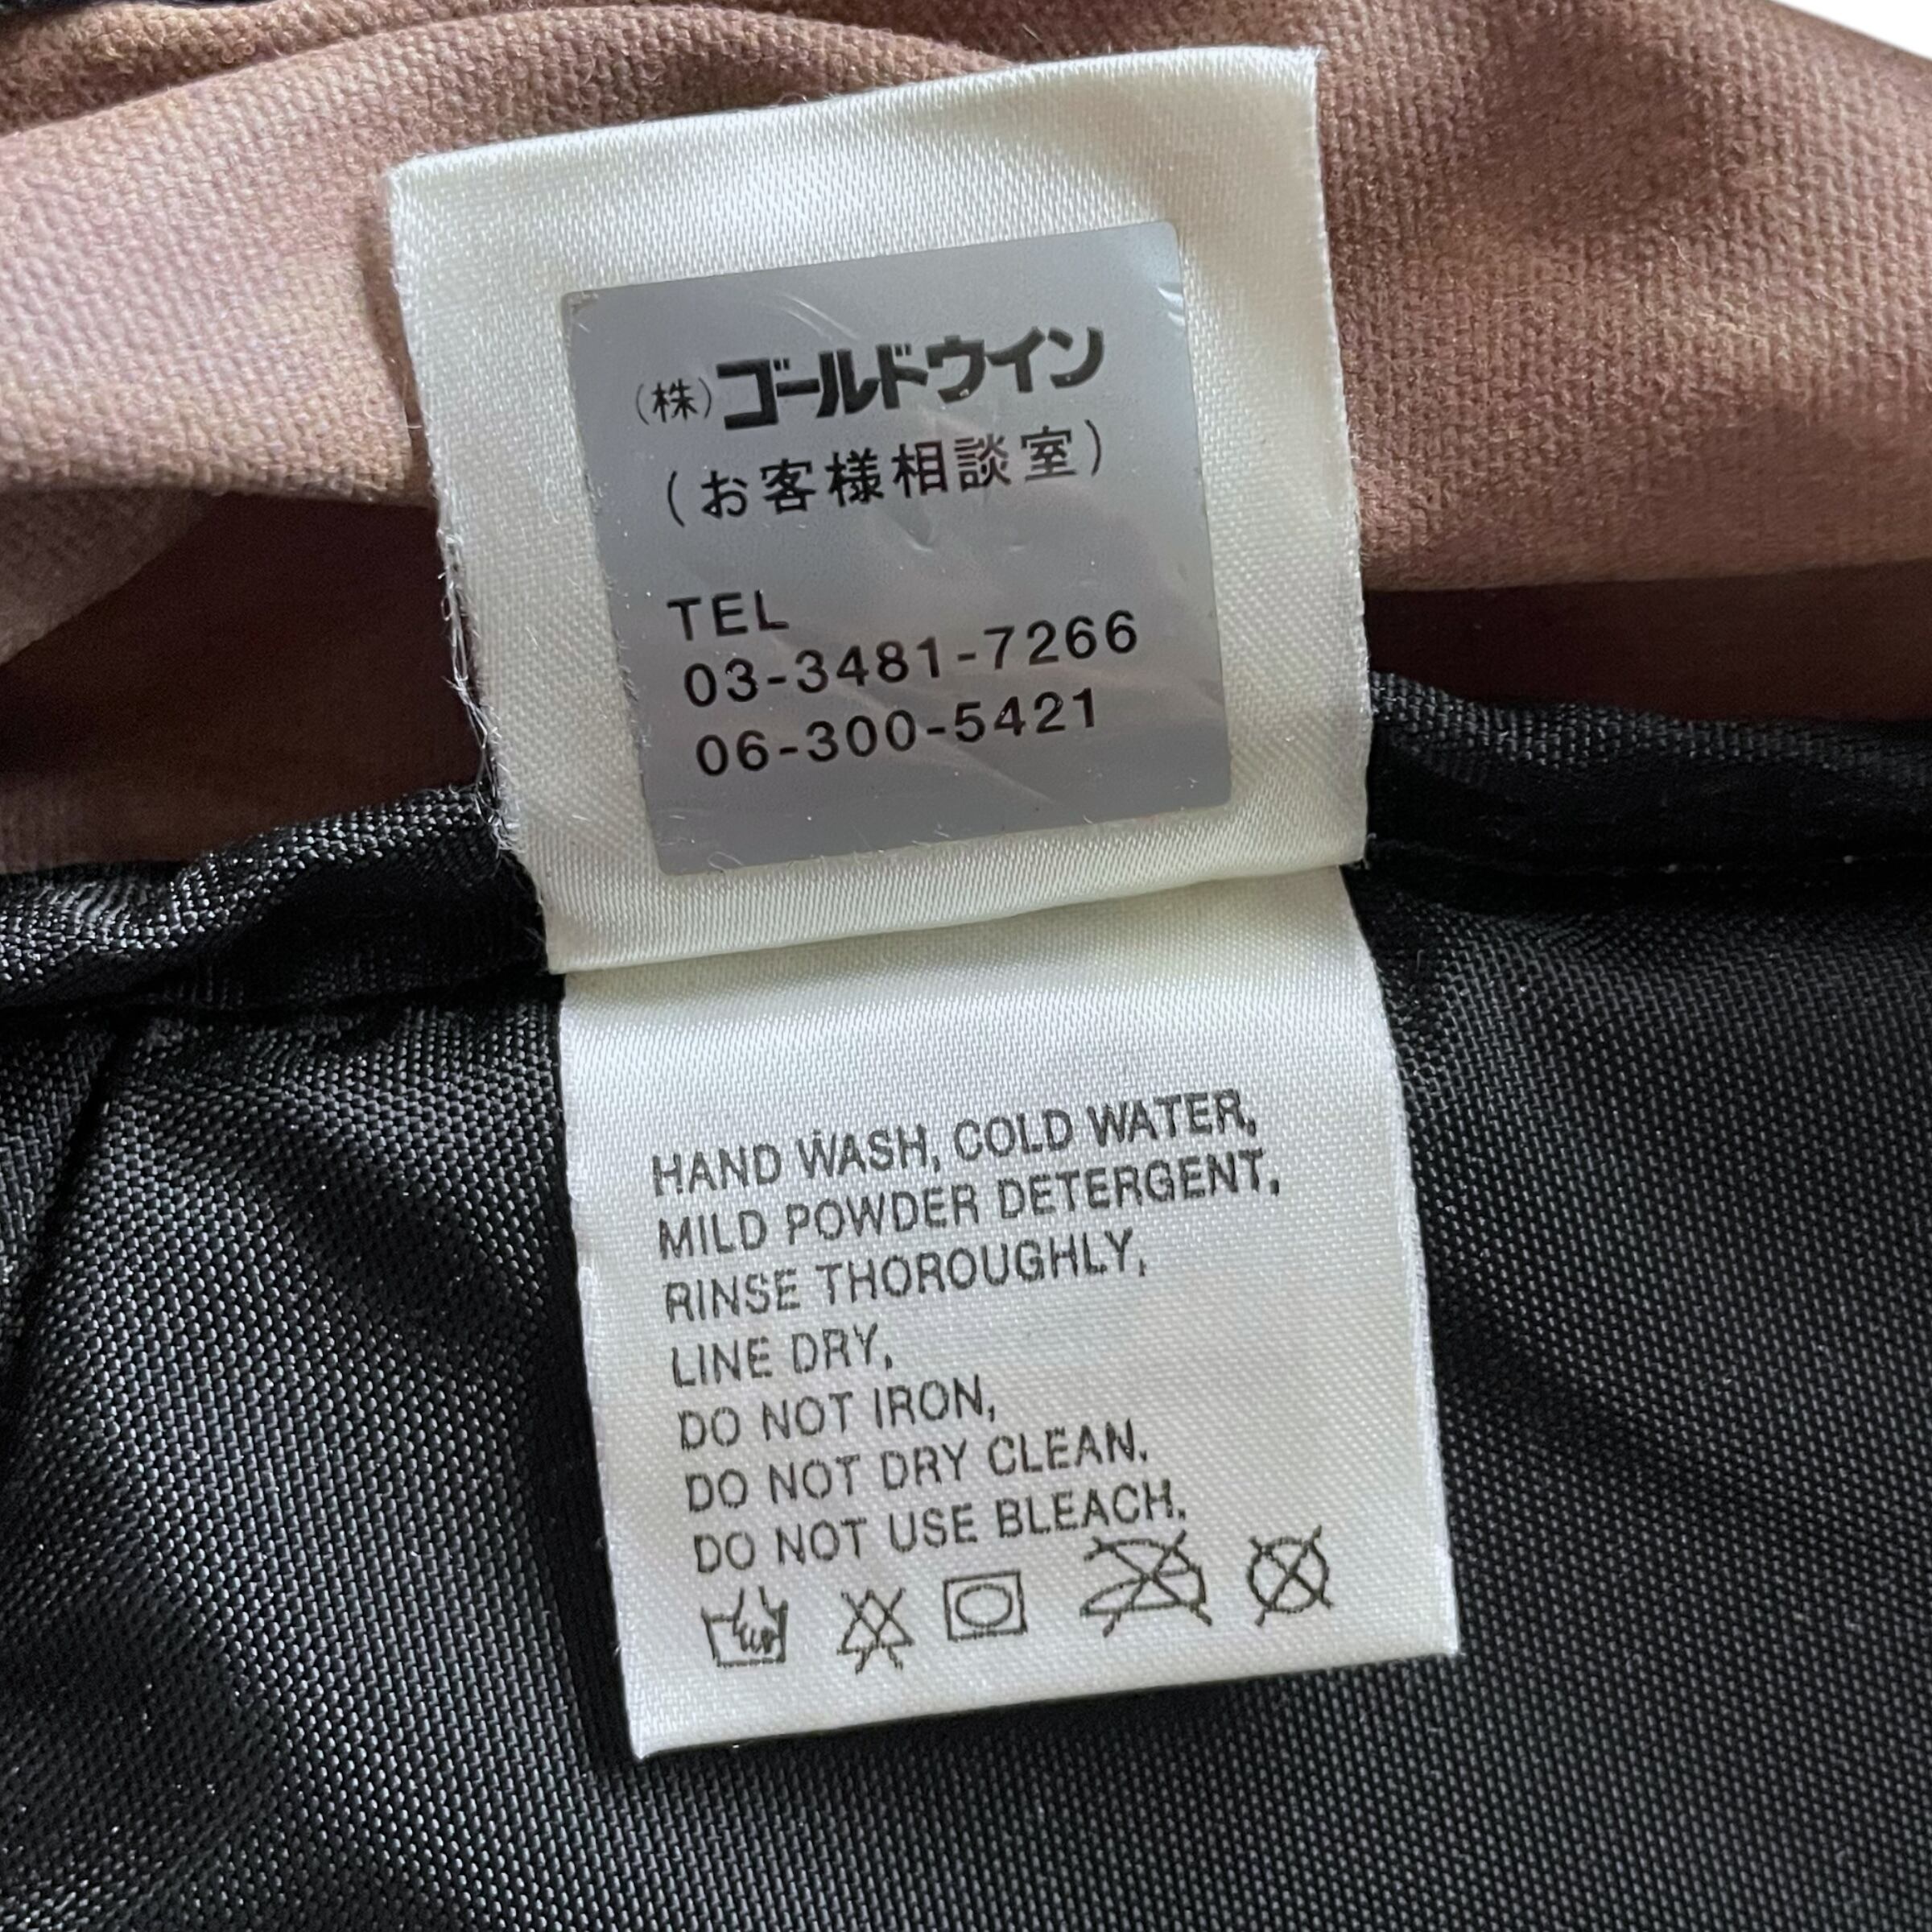 (株)ゴールドウイン
(お客様相談室)
TEL
03-3481-7266
06-300-5421
HAND WASH, COLD WATER,
MILD POWDER DETERGENT,
RINSE THOROUGHLY,
LINE DRY,
DO NOT IRON,
DO NOT DRY CLEAN.
DO NOT USE BLEACH.